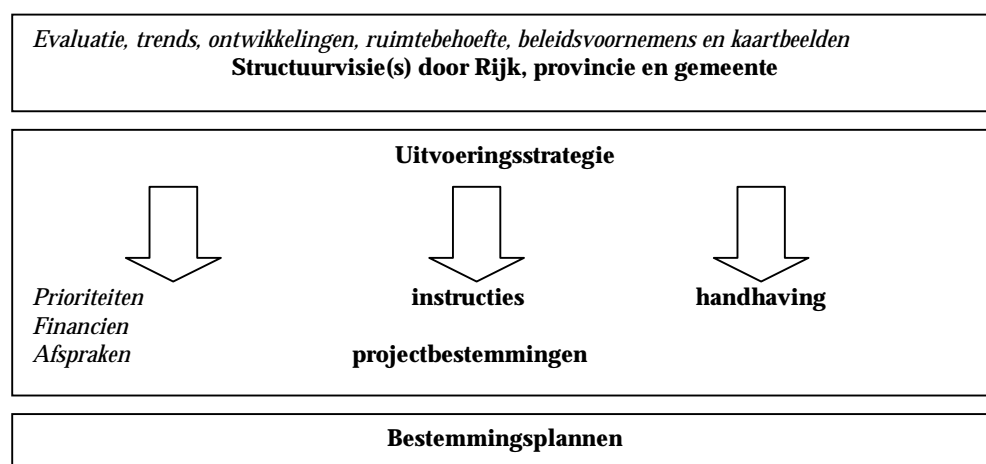 Evaluatie, trends, ontwikkelingen, ruimtebehoefte, beleidsvoornemens en kaartbeelden
Structuurvisie(s) door Rijk, provincie en gemeente
Uitvoeringsstrategie
Prioriteiten instructies handhaving
Financien
Afspraken projectbestemmingen
Bestemmingsplannen